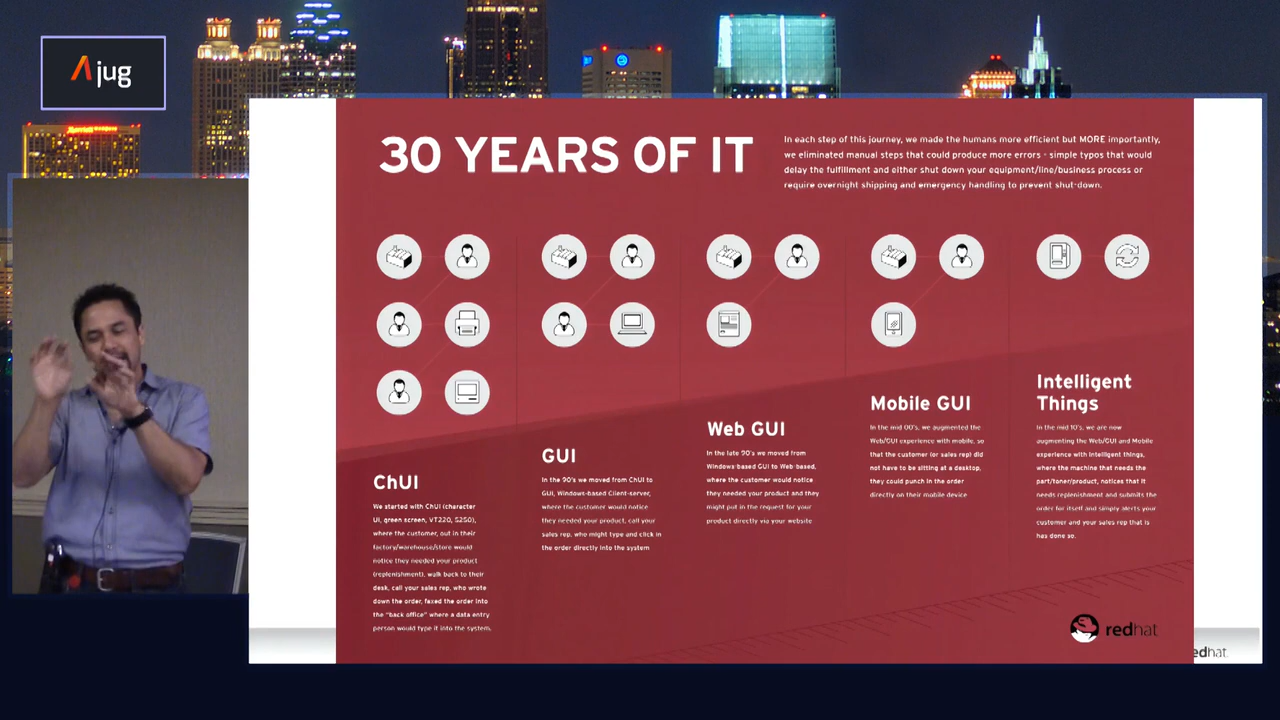 jug
30 YEARS OF IT
In each step of this journey, we made the humans more efficient but MORE importantly,
we eliminated manual steps that could produce more errors - simple typos that would
delay the fulfillment and either shut down your equipment/line/business process or
require overnight shipping and emergency handling to prevent shut-down.
ChUI
We started with ChUI (character
UI, green screen, VT220, 5250),
where the customer, out in their
factory/warehouse/store would
notice they needed your product
(replenishment), walk back to their
desk, call your sales rep, who wrote
down the order, faxed the order into
the "back office" where a data entry
person would type it into the system.
GUI
In the 90's we moved from ChUI to
GUI, Windows-based Client-server,
where the customer would notice
they needed your product, call your
sales rep, who might type and click in
the order directly into the system
Web GUI
In the late 90's we moved from
Windows-based GUI to Web-based,
where the customer would notice
they needed your product and they
might put in the request for your
product directly via your website
Mobile GUI
In the mid 00's, we augmented the
Web/GUI experience with mobile, so
that the customer (or sales rep) did
not have to be sitting at a desktop,
they could punch in the order
directly on their mobile device
Intelligent
Things
In the mid 10's, we are now
augmenting the Web/GUI and Mobile
experience with intelligent things,
where the machine that needs the
part/toner/product, notices that it
needs replenishment and submits the
order for itself and simply alerts your
customer and your sales rep that is
has done so.
redhat
edhat